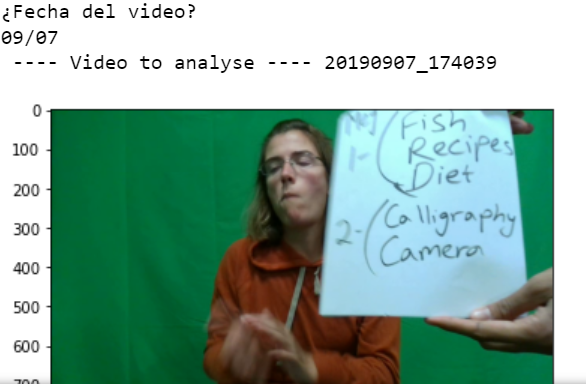 ¿Fecha del video?
09/07
---- Video to analyse ---- 20190907_174039
0
100
200
300
400
500
600
700
Fish
1-
Recipes
Diet
2-
Calligraphy
Camera